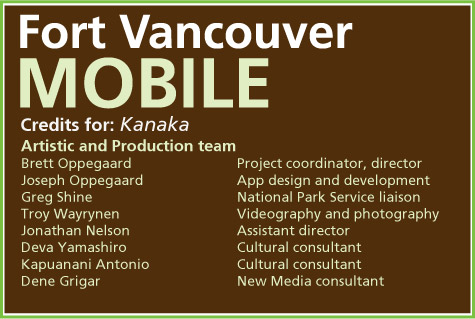 Fort Vancouver
MOBILE
Credits for: Kanaka
Artistic and Production team
Brett Oppegaard Project coordinator, director
Joseph Oppegaard App design and development
Greg Shine National Park Service liaison
Troy Wayrynen Videography and photography
Jonathan Nelson Assistant director
Deva Yamashiro Cultural consultant
Kapuanani Antonio Cultural consultant
Dene Grigar New Media consultant